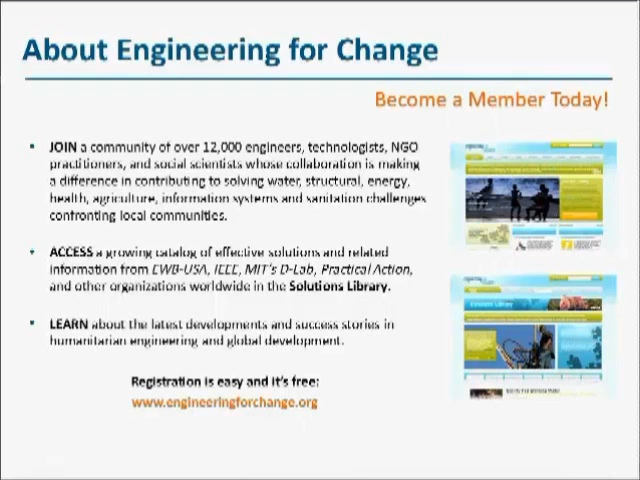 About Engineering for Change
Become a Member Today!
JOIN a community of over 12,000 engineers, technologists, NGO
practitioners, and social scientists whose collaboration is making
a difference in contributing to solving water, structural, energy,
health, agriculture, information systems and sanitation challenges
confronting local communities.
ACCESS a growing catalog of effective solutions and related
information from EWB-USA, IEEE, MIT's D-Lab, Practical Action,
and other organizations worldwide in the Solutions Library.
LEARN about the latest developments and success stories in
humanitarian engineering and global development.
Registration is easy and it's free:
www.engineeringforchange.org